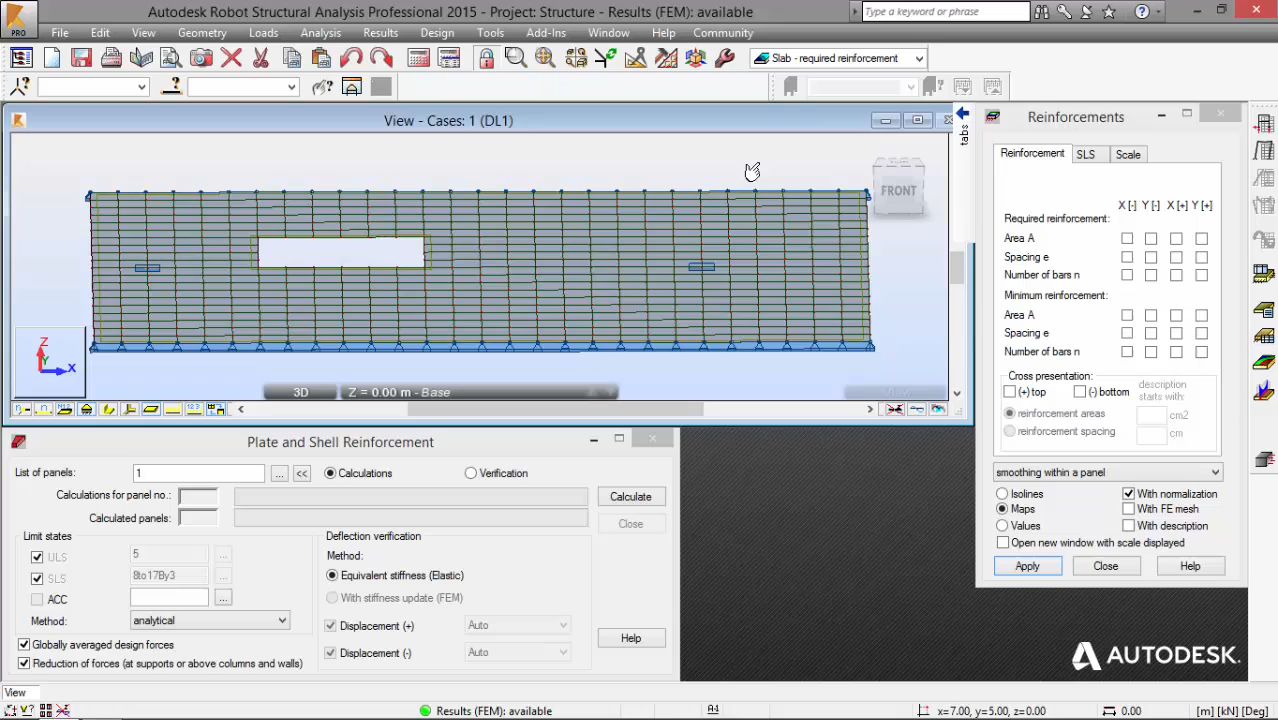 Autodesk Robot Structural Analysis Professional 2015 - Project: Structure - Results (FEM): available
Type a keyword or phrase
PRO
File Edit View Geometry Loads Analysis Results Design Tools Add-Ins Window Help Community
Slab - required reinforcement
View - Cases: 1 (DL1)
tabs
FRONT
Z
Y
X
3D
Z = 0.00 m - Base
Reinforcements
Reinforcement SLS Scale
X [-] Y [-] X [+] Y [+]
Required reinforcement:
Area A
Spacing e
Number of bars n
Minimum reinforcement:
Area A
Spacing e
Number of bars n
Cross presentation:
(+) top (-) bottom
description
starts with:
reinforcement areas cm2
reinforcement spacing cm
smoothing within a panel
Isolines With normalization
Maps With FE mesh
Values With description
Open new window with scale displayed
Apply Close Help
Plate and Shell Reinforcement
List of panels: 1 ... << Calculations Verification
Calculations for panel no.: Calculate
Calculated panels: Close
Limit states
ULS 5 ...
SLS 8to17By3 ...
ACC ...
Method: analytical
Globally averaged design forces
Reduction of forces (at supports or above columns and walls)
Deflection verification
Method:
Equivalent stiffness (Elastic)
With stiffness update (FEM)
Displacement (+) Auto
Displacement (-) Auto
Help
AUTODESK.
View
Results (FEM): available
x=7.00, y=5.00, z=0.00
0.00
[m] [kN] [Deg]